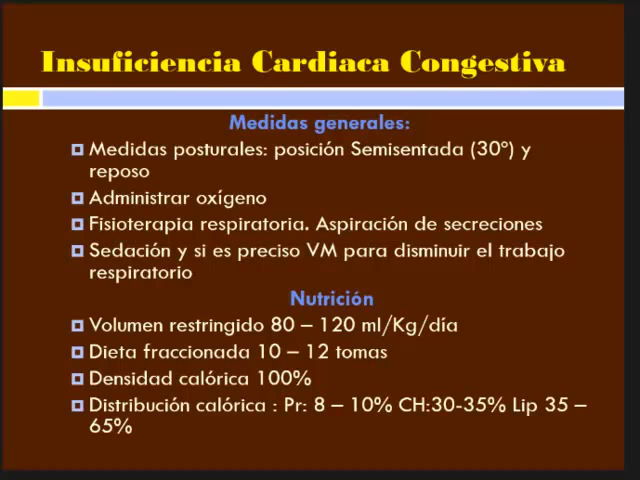 Insuficiencia Cardiaca Congestiva
Medidas generales:
Medidas posturales: posición Semisentada (30º) y
reposo
Administrar oxígeno
Fisioterapia respiratoria. Aspiración de secreciones
Sedación y si es preciso VM para disminuir el trabajo
respiratorio
Nutrición
Volumen restringido 80 – 120 ml/Kg/día
Dieta fraccionada 10 – 12 tomas
Densidad calórica 100%
Distribución calórica : Pr: 8 – 10% CH:30-35% Lip 35 –
65%